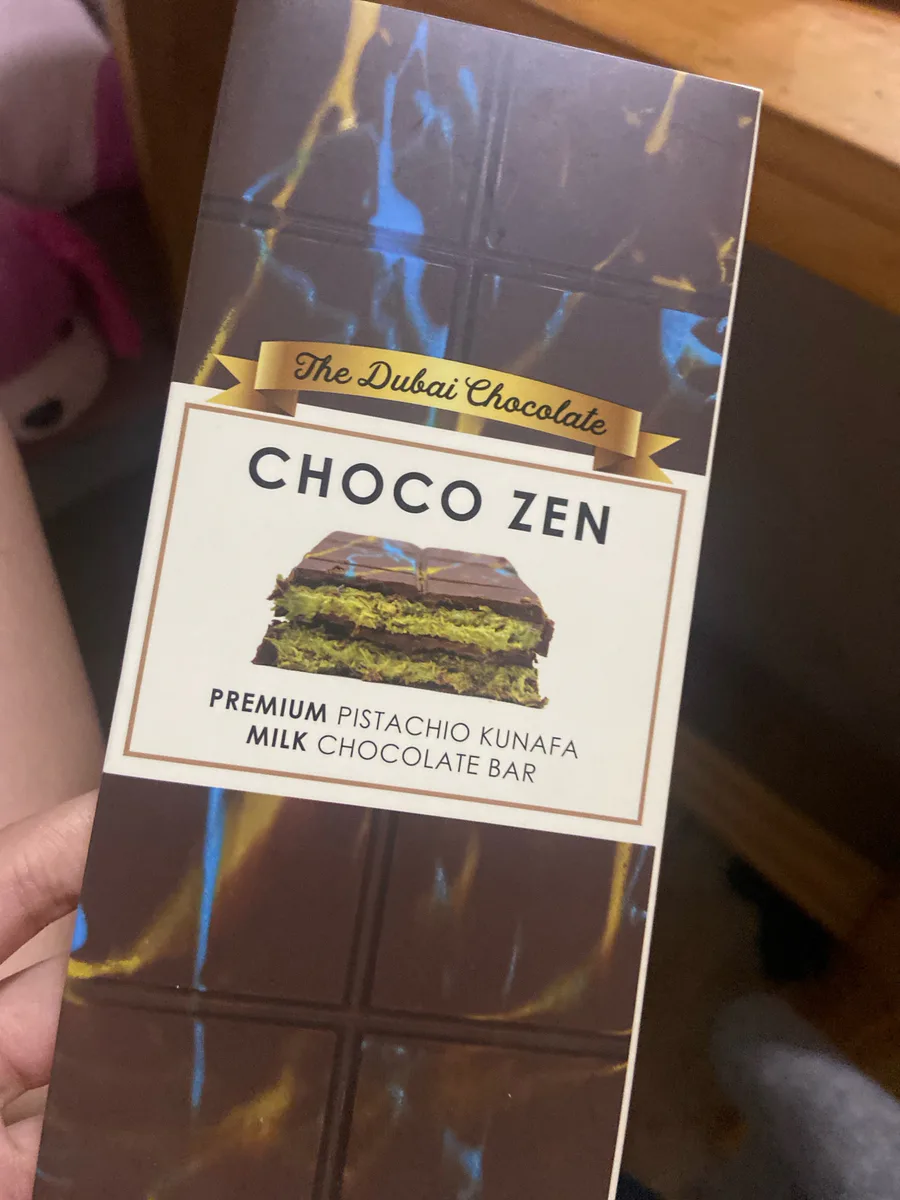 The Dubai Chocolate
CHOCO ZEN
PREMIUM PISTACHIO KUNAFA
MILK CHOCOLATE BAR